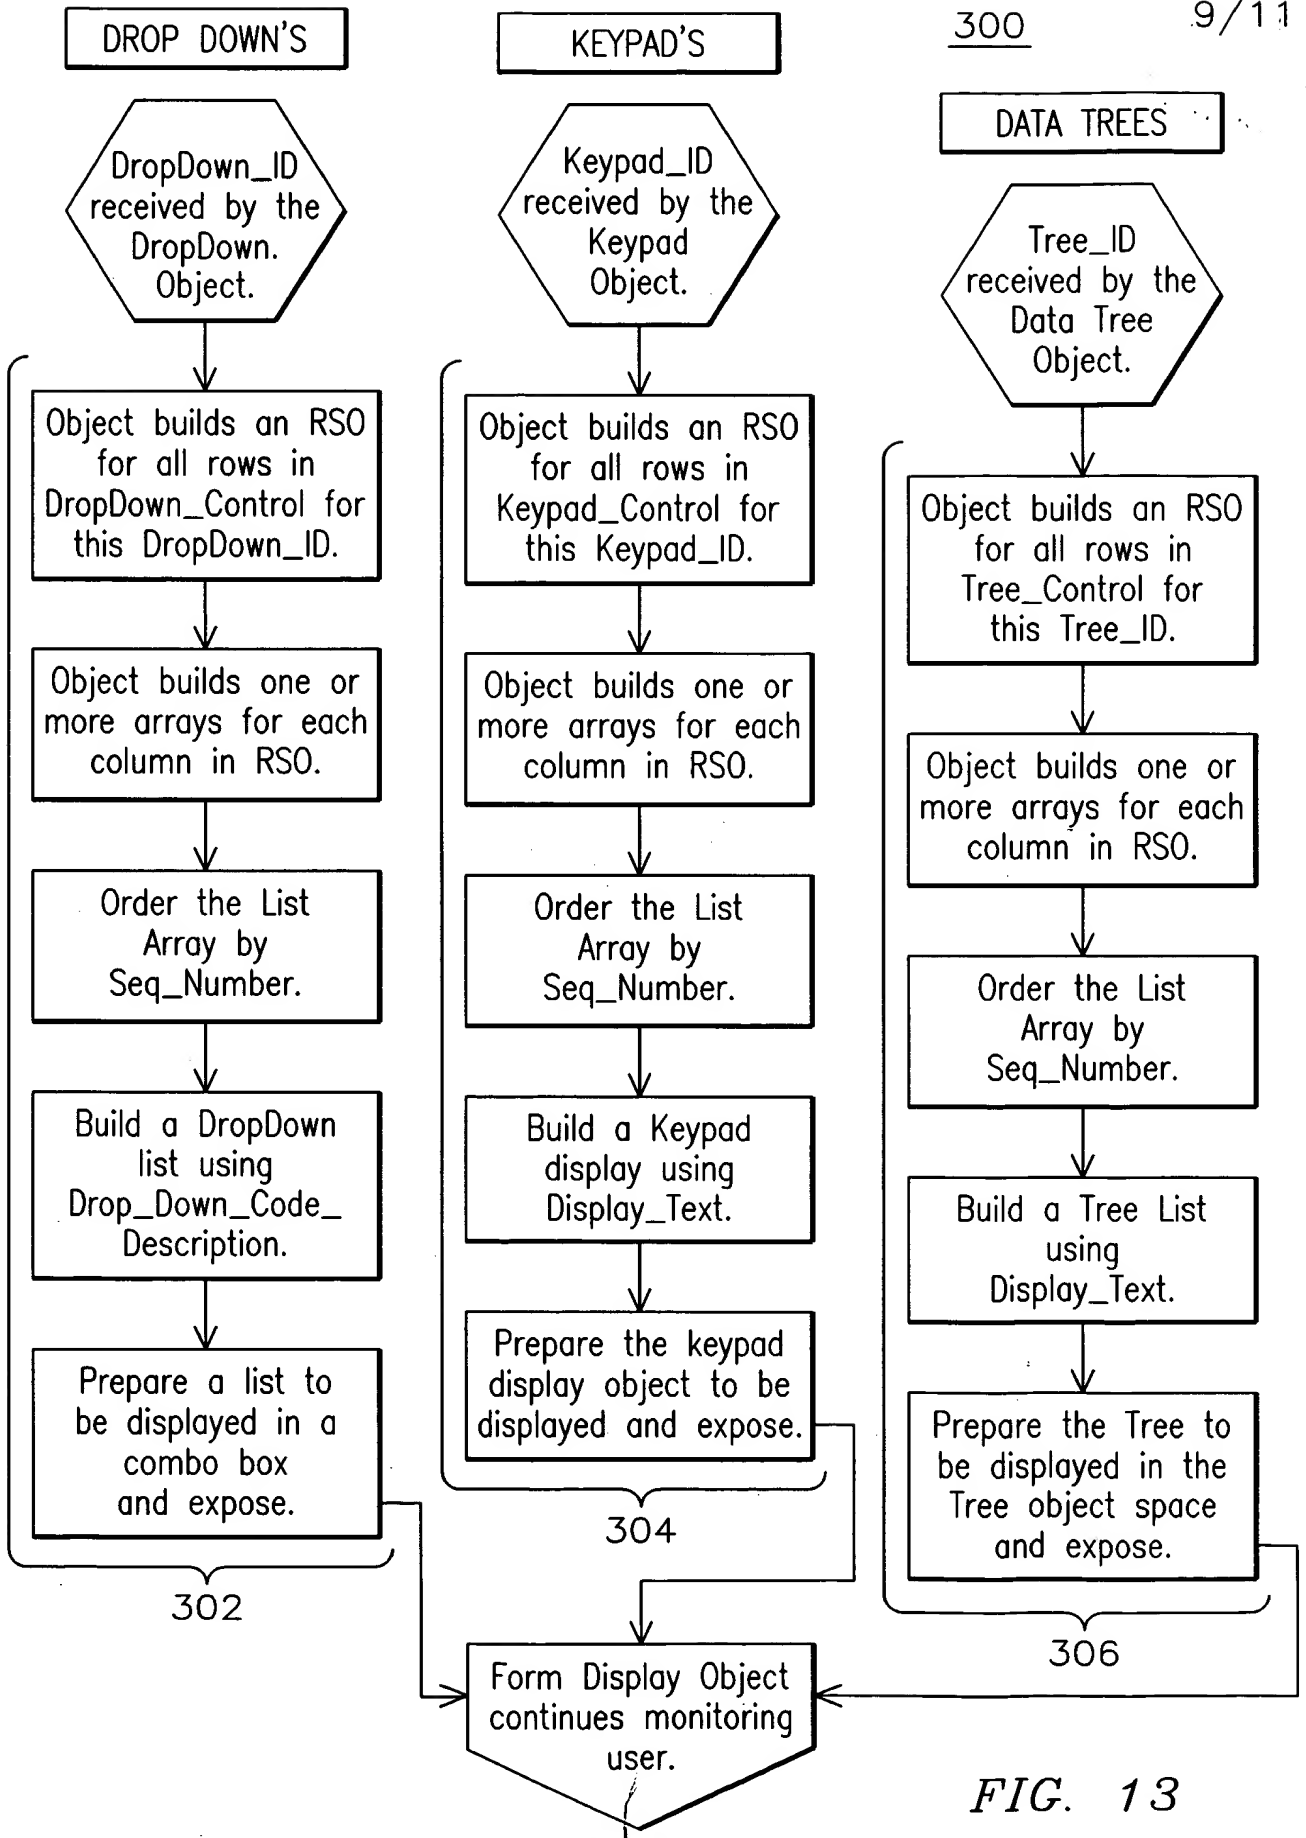 300
9/11
DROP DOWN'S
DropDown_ID
received by the
DropDown.
Object.
Object builds an RSO
for all rows in
DropDown_Control for
this DropDown_ID.
Object builds one or
more arrays for each
column in RSO.
Order the List
Array by
Seq_Number.
Build a DropDown
list using
Drop_Down_Code_
Description.
Prepare a list to
be displayed in a
combo box
and expose.
302
KEYPAD'S
Keypad_ID
received by the
Keypad
Object.
Object builds an RSO
for all rows in
Keypad_Control for
this Keypad_ID.
Object builds one or
more arrays for each
column in RSO.
Order the List
Array by
Seq_Number.
Build a Keypad
display using
Display_Text.
Prepare the keypad
display object to be
displayed and expose.
304
DATA TREES
Tree_ID
received by the
Data Tree
Object.
Object builds an RSO
for all rows in
Tree_Control for
this Tree_ID.
Object builds one or
more arrays for each
column in RSO.
Order the List
Array by
Seq_Number.
Build a Tree List
using
Display_Text.
Prepare the Tree to
be displayed in the
Tree object space
and expose.
306
Form Display Object
continues monitoring
user.
FIG. 13